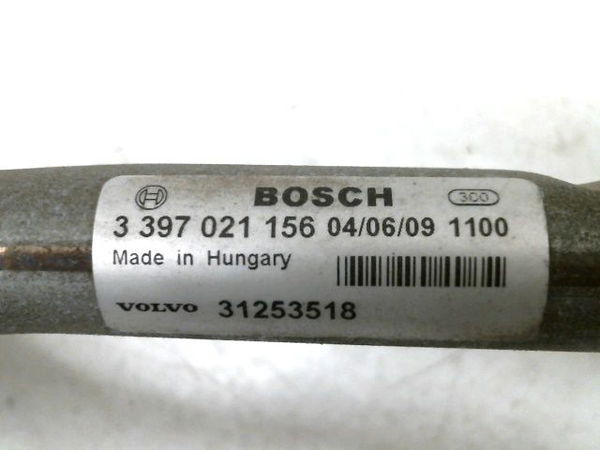 BOSCH 300
3 397 021 156 04/06/09 1100
Made in Hungary
VOLVO 31253518